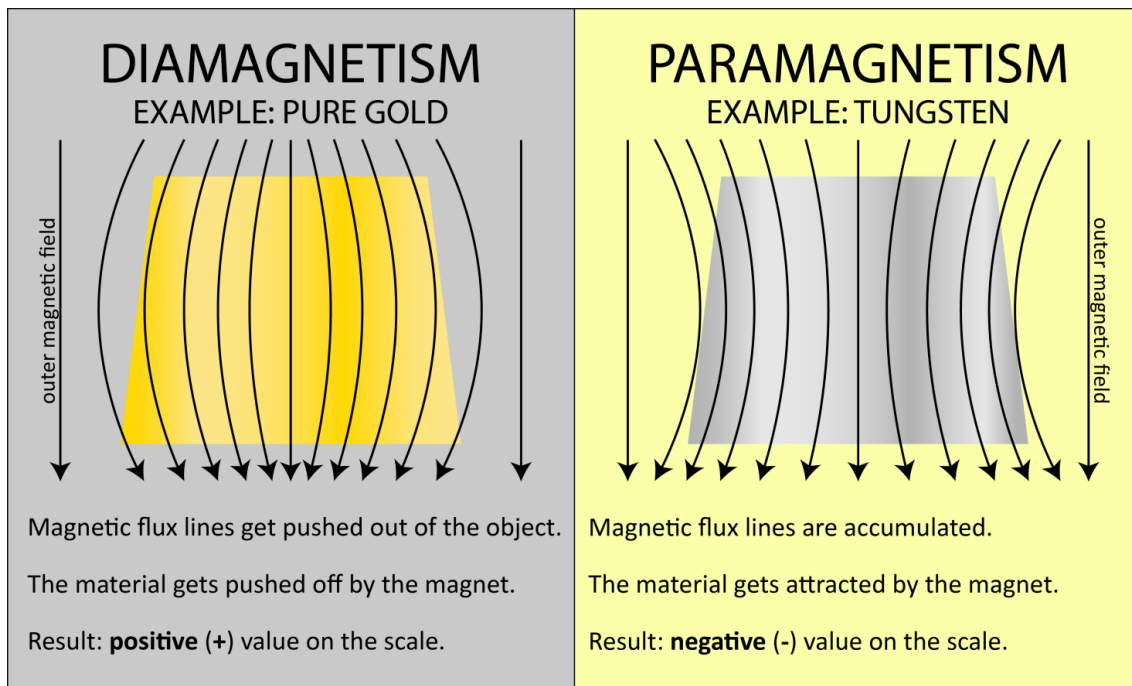 DIAMAGNETISM
EXAMPLE: PURE GOLD
outer magnetic field
Magnetic flux lines get pushed out of the object.
The material gets pushed off by the magnet.
Result: positive (+) value on the scale.
PARAMAGNETISM
EXAMPLE: TUNGSTEN
outer magnetic field
Magnetic flux lines are accumulated.
The material gets attracted by the magnet.
Result: negative (-) value on the scale.